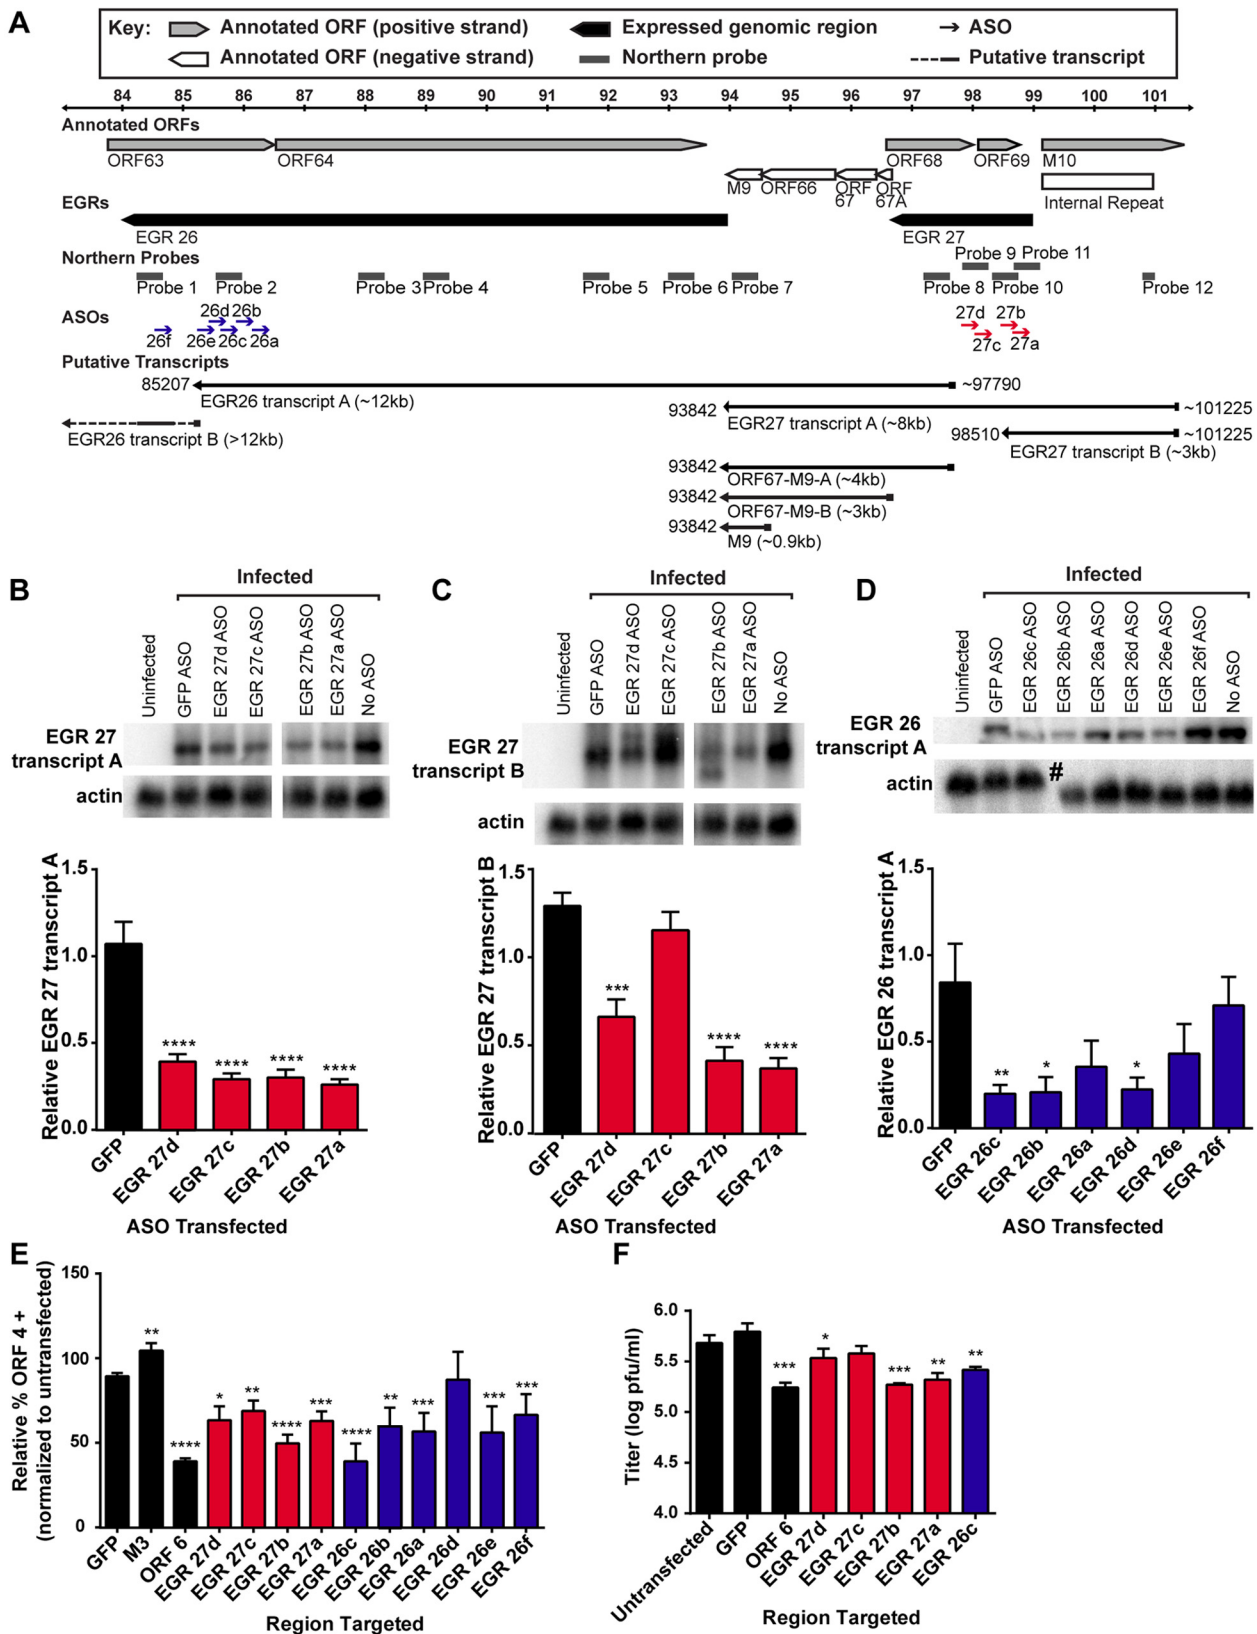 A
Key: Annotated ORF (positive strand) Expressed genomic region ASO
Annotated ORF (negative strand) Northern probe Putative transcript
84 85 86 87 88 89 90 91 92 93 94 95 96 97 98 99 100 101
Annotated ORFs
ORF63 ORF64 ORF68 ORF69 M10
M9 ORF66 ORF 67 ORF 67A
Internal Repeat
EGRs
EGR 26 EGR 27
Northern Probes
Probe 9 Probe 11
Probe 1 Probe 2 Probe 3 Probe 4 Probe 5 Probe 6 Probe 7 Probe 8 Probe 10 Probe 12
ASOs
26d 26b 27d 27b
26f 26e 26c 26a 27c 27a
Putative Transcripts
85207 ~97790
EGR26 transcript A (~12kb)
93842 ~101225
EGR27 transcript A (~8kb)
EGR26 transcript B (>12kb)
98510 ~101225
EGR27 transcript B (~3kb)
93842
ORF67-M9-A (~4kb)
93842
ORF67-M9-B (~3kb)
93842
M9 (~0.9kb)
B
Infected
Uninfected
GFP ASO
EGR 27d ASO
EGR 27c ASO
EGR 27b ASO
EGR 27a ASO
No ASO
EGR 27
transcript A
actin
Relative EGR 27 transcript A
1.5
1.0
0.5
0.0
**** **** **** ****
GFP
EGR 27d
EGR 27c
EGR 27b
EGR 27a
ASO Transfected
C
Infected
Uninfected
GFP ASO
EGR 27d ASO
EGR 27c ASO
EGR 27b ASO
EGR 27a ASO
No ASO
EGR 27
transcript B
actin
Relative EGR 27 transcript B
1.5
1.0
0.5
0.0
*** **** ****
GFP
EGR 27d
EGR 27c
EGR 27b
EGR 27a
ASO Transfected
D
Infected
Uninfected
GFP ASO
EGR 26c ASO
EGR 26b ASO
EGR 26a ASO
EGR 26d ASO
EGR 26e ASO
EGR 26f ASO
No ASO
EGR 26
transcript A
actin
#
Relative EGR 26 transcript A
1.5
1.0
0.5
0.0
** * *
GFP
EGR 26c
EGR 26b
EGR 26a
EGR 26d
EGR 26e
EGR 26f
ASO Transfected
E
Relative % ORF 4 +
(normalized to untransfected)
150
100
50
0
** **** * ** **** *** **** ** *** *** ***
GFP
M3
ORF 6
EGR 27d
EGR 27c
EGR 27b
EGR 27a
EGR 26c
EGR 26b
EGR 26a
EGR 26d
EGR 26e
EGR 26f
Region Targeted
F
Titer (log pfu/ml)
6.0
5.5
5.0
4.5
4.0
*** * *** ** **
Untransfected
GFP
ORF 6
EGR 27d
EGR 27c
EGR 27b
EGR 27a
EGR 26c
Region Targeted